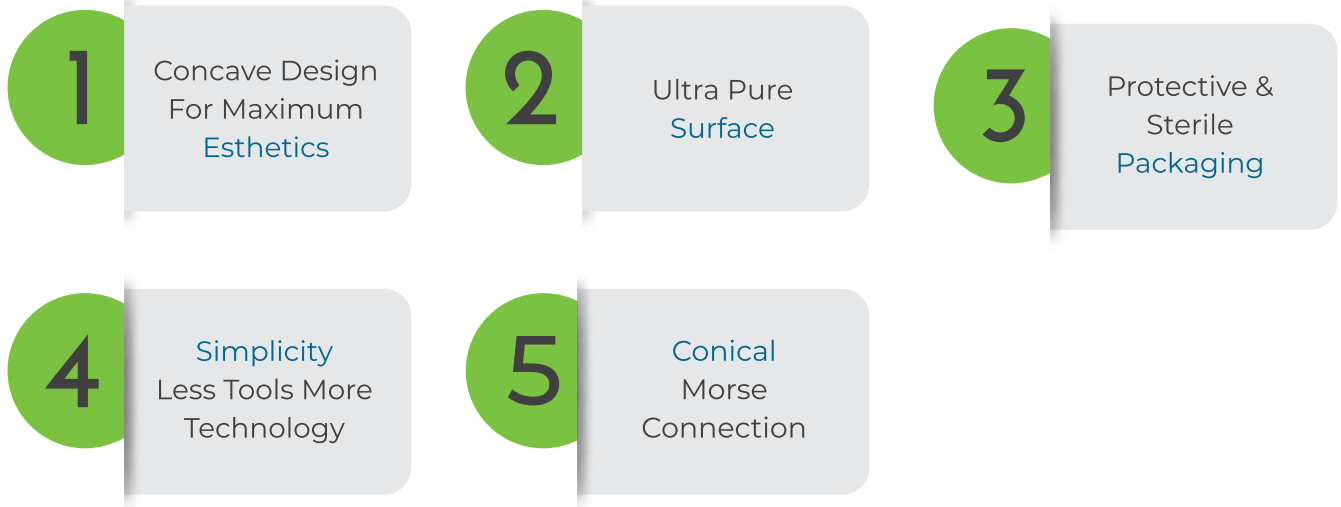 1
Concave Design
For Maximum
Esthetics
2
Ultra Pure
Surface
3
Protective &
Sterile
Packaging
4
Simplicity
Less Tools More
Technology
5
Conical
Morse
Connection